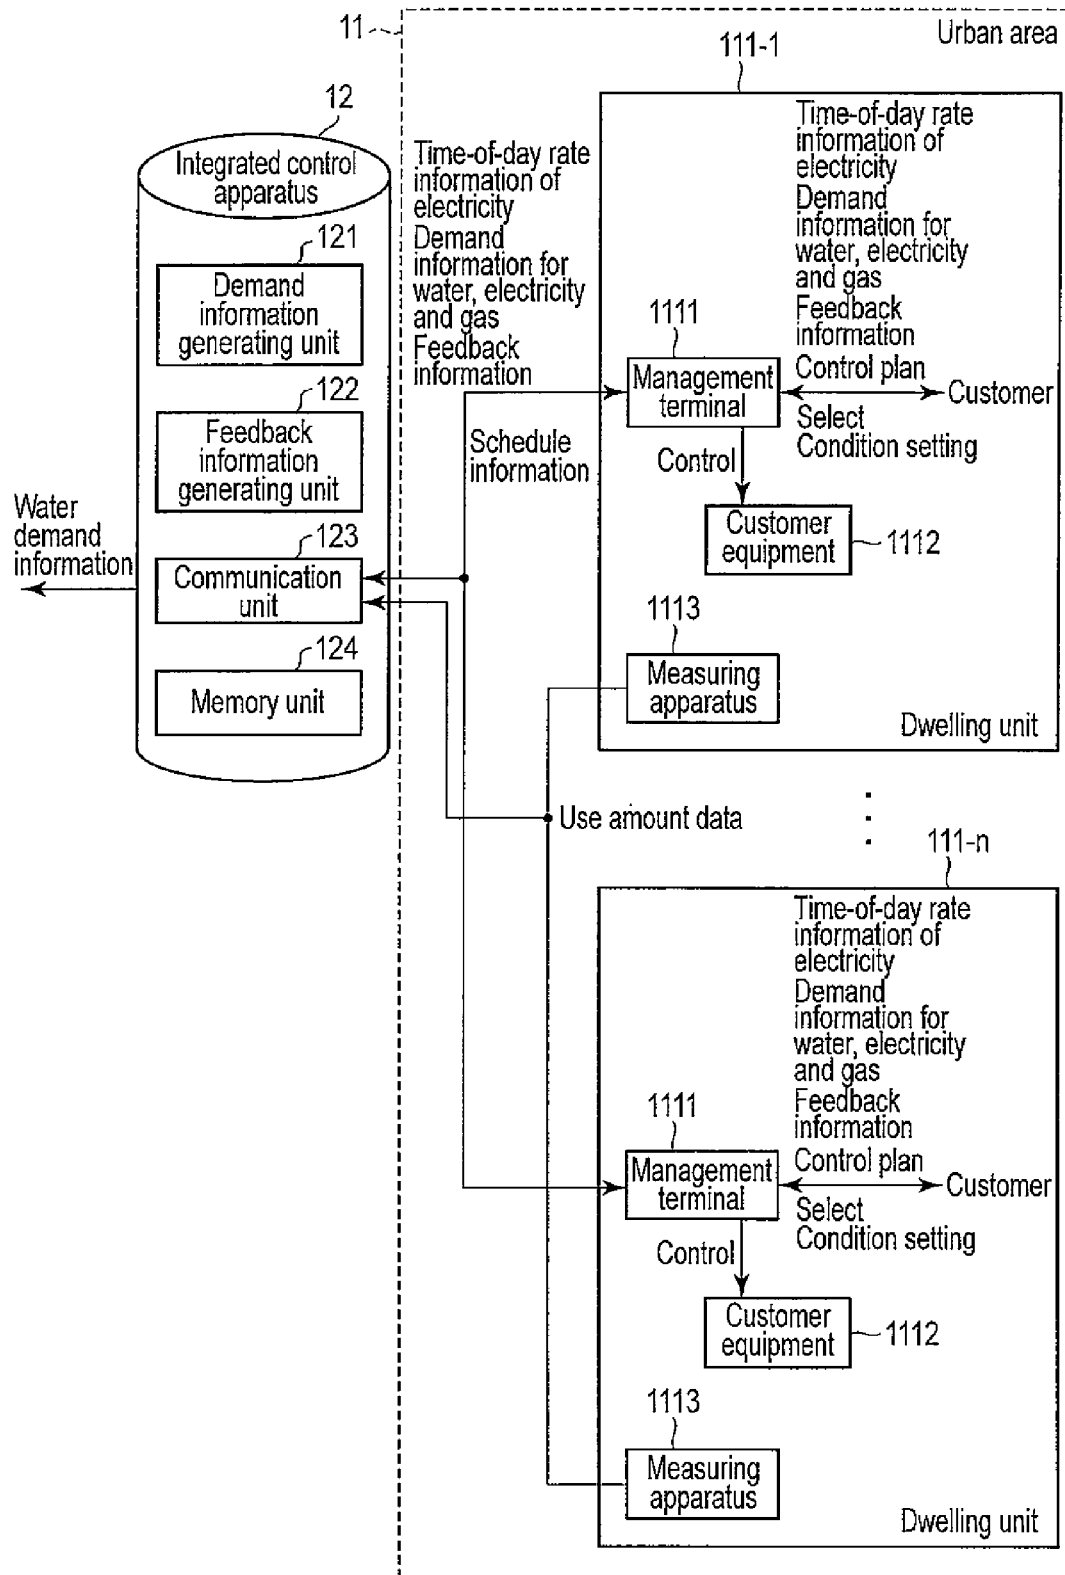 11
Urban area
111-1
12
Integrated control
apparatus
121
Demand
information
generating unit
122
Feedback
information
generating unit
123
Communication
unit
124
Memory unit
Water
demand
information
Time-of-day rate
information of
electricity
Demand
information for
water, electricity
and gas
Feedback
information
Schedule
information
Time-of-day rate
information of
electricity
Demand
information for
water, electricity
and gas
Feedback
information
1111
Management
terminal
Control plan
Customer
Select
Condition setting
Control
Customer
equipment
1112
1113
Measuring
apparatus
Dwelling unit
Use amount data
111-n
Time-of-day rate
information of
electricity
Demand
information for
water, electricity
and gas
Feedback
information
1111
Management
terminal
Control plan
Customer
Select
Condition setting
Control
Customer
equipment
1112
1113
Measuring
apparatus
Dwelling unit